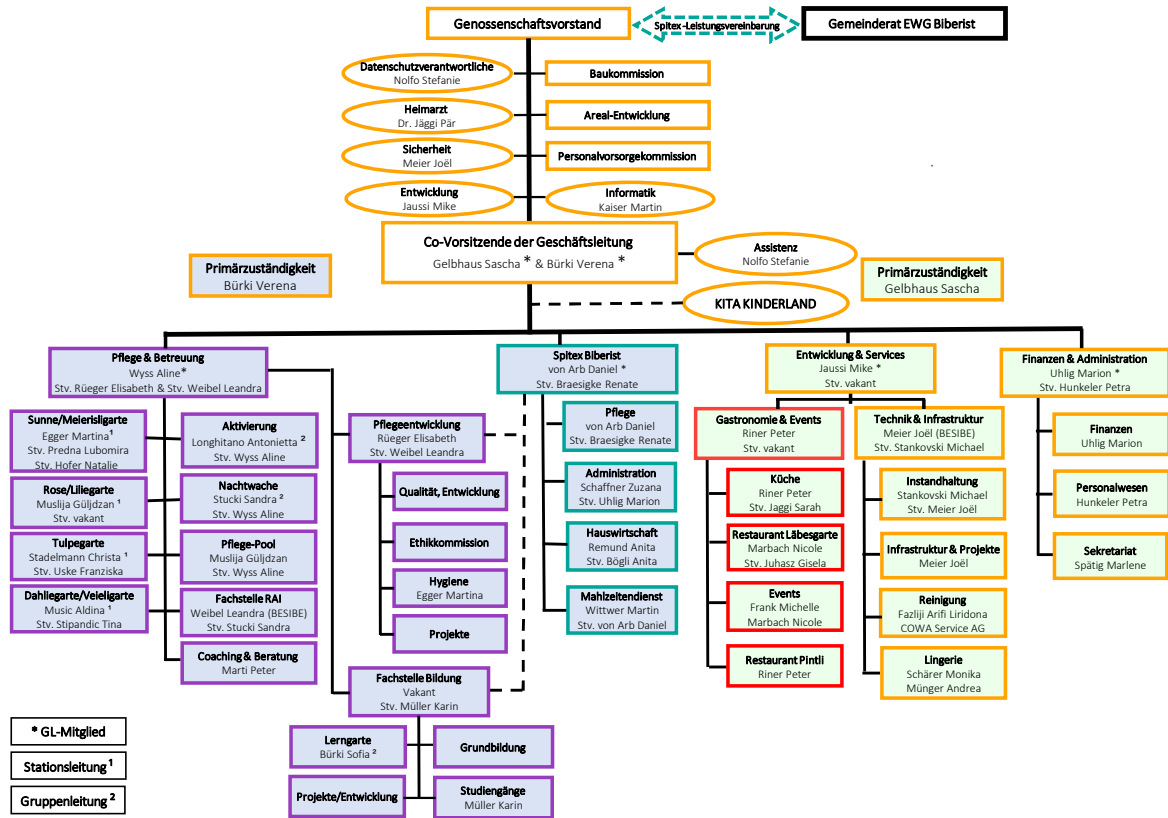 Genossenschaftsvorstand
Spitex -Leistungsvereinbarung
Gemeinderat EWG Biberist
Datenschutzverantwortliche
Nolfo Stefanie
Baukommission
Heimarzt
Dr. Jäggi Pär
Areal-Entwicklung
Sicherheit
Meier Joël
Personalvorsorgekommission
Entwicklung
Jaussi Mike
Informatik
Kaiser Martin
Co-Vorsitzende der Geschäftsleitung
Gelbhaus Sascha * & Bürki Verena *
Assistenz
Nolfo Stefanie
Primärzuständigkeit
Bürki Verena
Primärzuständigkeit
Gelbhaus Sascha
KITA KINDERLAND
Pflege & Betreuung
Wyss Aline*
Stv. Rüeger Elisabeth & Stv. Weibel Leandra
Sunne/Meierisligarte
Egger Martina¹
Stv. Predna Lubomira
Stv. Hofer Natalie
Aktivierung
Longhitano Antonietta ²
Stv. Wyss Aline
Rose/Liliegarte
Muslija Güljdzan ¹
Stv. vakant
Nachtwache
Stucki Sandra ²
Stv. Wyss Aline
Tulpegarte
Stadelmann Christa ¹
Stv. Uske Franziska
Pflege-Pool
Muslija Güljdzan
Stv. Wyss Aline
Dahliegarte/Veieligarte
Music Aldina ¹
Stv. Stipandic Tina
Fachstelle RAI
Weibel Leandra (BESIBE)
Stv. Stucki Sandra
Coaching & Beratung
Marti Peter
Pflegeentwicklung
Rüeger Elisabeth
Stv. Weibel Leandra
Qualität, Entwicklung
Ethikkommission
Hygiene
Egger Martina
Projekte
Fachstelle Bildung
Vakant
Stv. Müller Karin
Lerngarte
Bürki Sofia ²
Grundbildung
Projekte/Entwicklung
Studiengänge
Müller Karin
Spitex Biberist
von Arb Daniel *
Stv. Braesigke Renate
Pflege
von Arb Daniel
Stv. Braesigke Renate
Administration
Schaffner Zuzana
Stv. Uhlig Marion
Hauswirtschaft
Remund Anita
Stv. Bögli Anita
Mahlzeitendienst
Wittwer Martin
Stv. von Arb Daniel
Entwicklung & Services
Jaussi Mike *
Stv. vakant
Gastronomie & Events
Riner Peter
Stv. vakant
Küche
Riner Peter
Stv. Jaggi Sarah
Restaurant Läbesgarte
Marbach Nicole
Stv. Juhasz Gisela
Events
Frank Michelle
Marbach Nicole
Restaurant Pintli
Riner Peter
Technik & Infrastruktur
Meier Joël (BESIBE)
Stv. Stankovski Michael
Instandhaltung
Stankovski Michael
Stv. Meier Joël
Infrastruktur & Projekte
Meier Joël
Reinigung
Fazliji Arifi Liridona
COWA Service AG
Lingerie
Schärer Monika
Münger Andrea
Finanzen & Administration
Uhlig Marion *
Stv. Hunkeler Petra
Finanzen
Uhlig Marion
Personalwesen
Hunkeler Petra
Sekretariat
Spätig Marlene
* GL-Mitglied
Stationsleitung ¹
Gruppenleitung ²